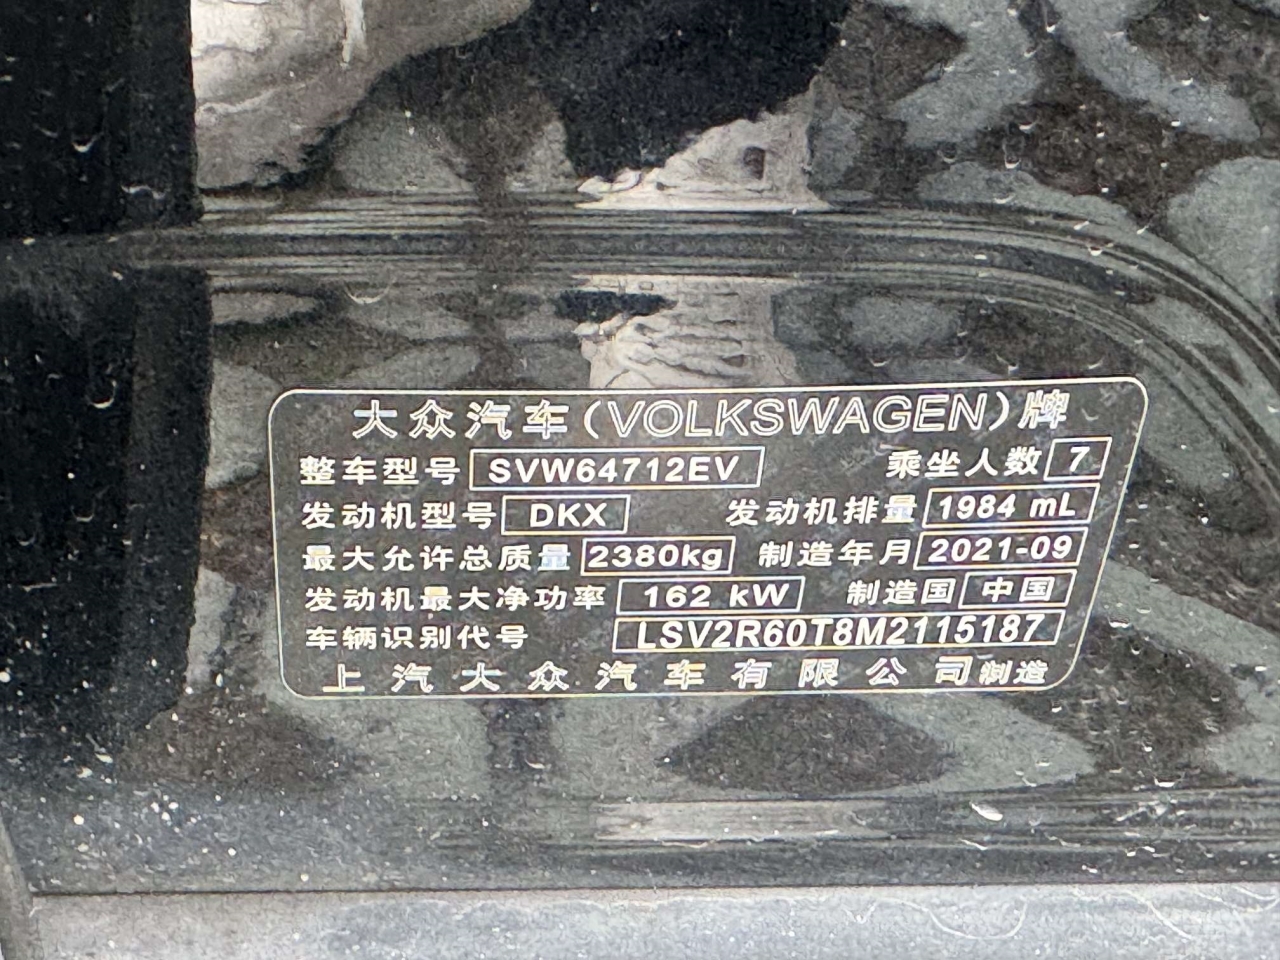 大众汽车(VOLKSWAGEN)牌
整车型号 SVW64712EV 乘坐人数 7
发动机型号 DKX 发动机排量 1984 mL
最大允许总质量 2380kg 制造年月 2021-09
发动机最大净功率 162 kW 制造国 中国
车辆识别代号 LSV2R60T8M2115187
上汽大众汽车有限公司制造